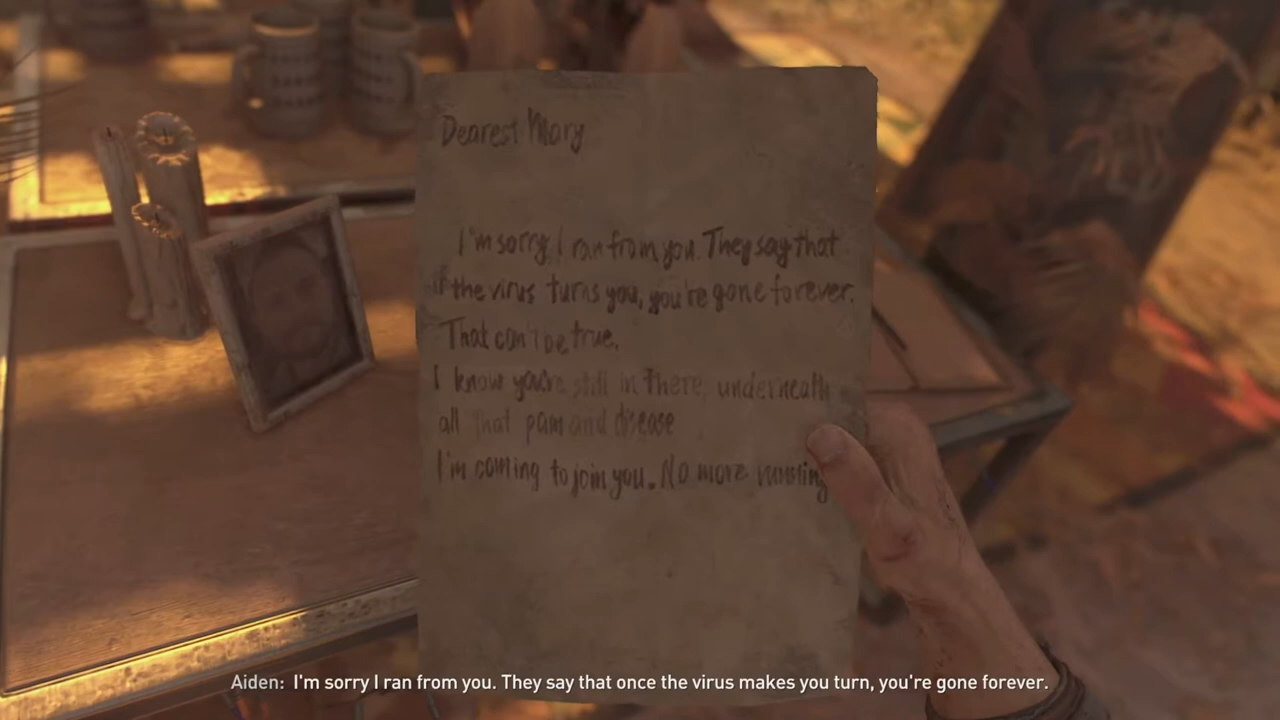 Dearest Mary
I'm sorry I ran from you. They say that
if the virus turns you, you're gone forever.
That can't be true.
I know you're still in there, underneath
all that pain and disease
I'm coming to join you. No more running
Aiden: I'm sorry I ran from you. They say that once the virus makes you turn, you're gone forever.